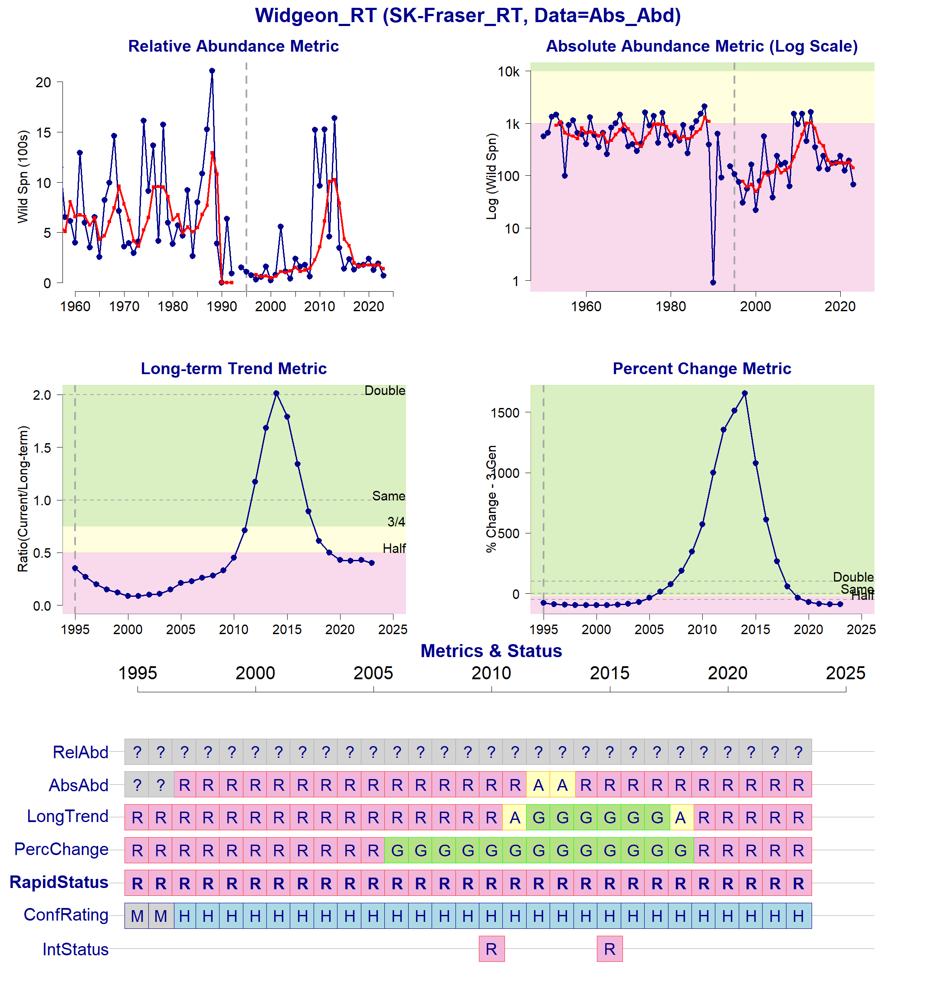 Widgeon_RT (SK-Fraser_RT, Data=Abs_Abd)
Relative Abundance Metric
Wild Spn (100s)
20
15
10
5
0
1960 1970 1980 1990 2000 2010 2020
Absolute Abundance Metric (Log Scale)
Log (Wild Spn)
10k
1k
100
10
1
1960 1980 2000 2020
Long-term Trend Metric
Ratio(Current/Long-term)
2.0
1.5
1.0
0.5
0.0
Double
Same
3/4
Half
1995 2000 2005 2010 2015 2020 2025
Percent Change Metric
% Change - 3 Gen
1500
1000
500
0
Double
Same
Half
1995 2000 2005 2010 2015 2020 2025
Metrics & Status
1995 2000 2005 2010 2015 2020 2025
RelAbd ? ? ? ? ? ? ? ? ? ? ? ? ? ? ? ? ? ? ? ? ? ? ? ? ? ? ? ? ?
AbsAbd ? ? R R R R R R R R R R R R R R R A A R R R R R R R R R R
LongTrend R R R R R R R R R R R R R R R R A G G G G G G A R R R R R
PercChange R R R R R R R R R R R G G G G G G G G G G G G G R R R R R
RapidStatus R R R R R R R R R R R R R R R R R R R R R R R R R R R R R
ConfRating M M H H H H H H H H H H H H H H H H H H H H H H H H H H H
IntStatus R R